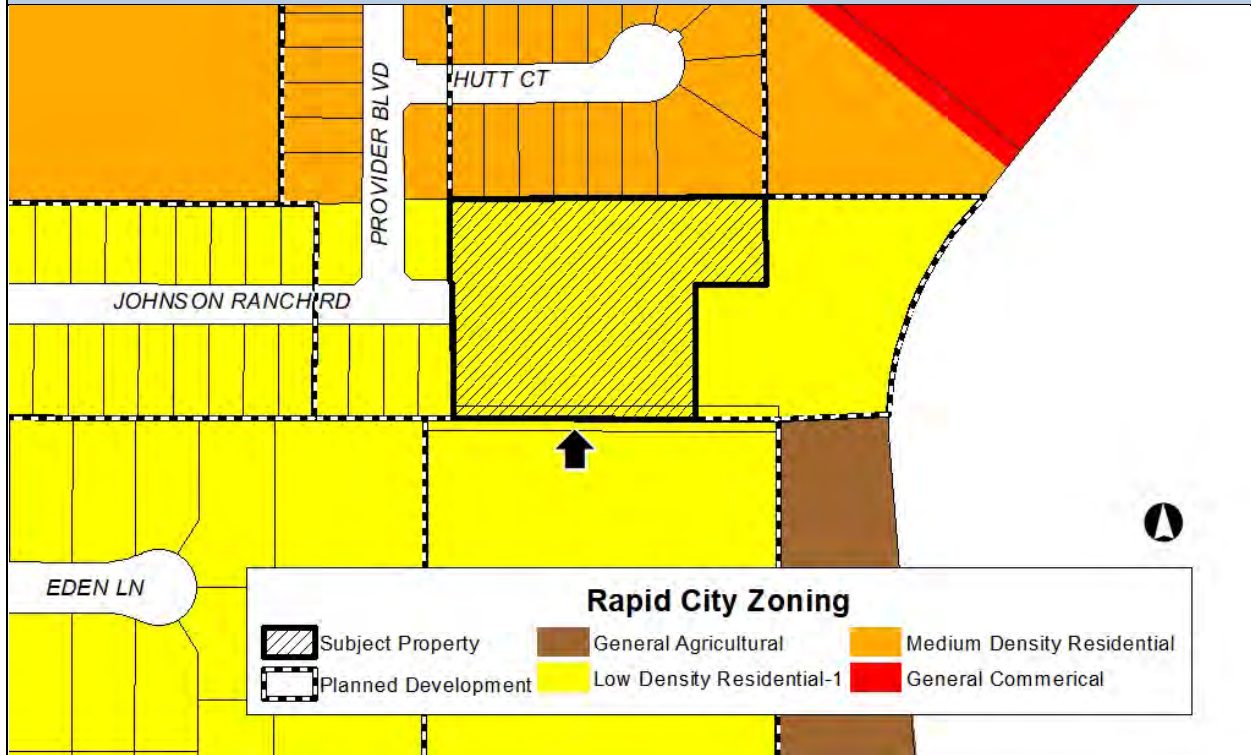 PROVIDER BLVD
HUTT CT
JOHNSON RANCH RD
EDEN LN
Rapid City Zoning
Subject Property
General Agricultural
Medium Density Residential
Planned Development
Low Density Residential-1
General Commerical